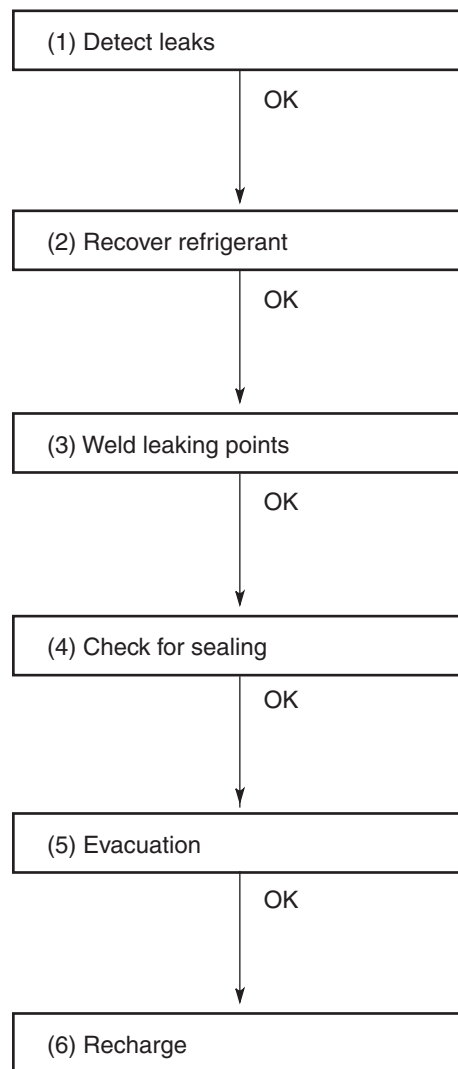 (1) Detect leaks
OK
(2) Recover refrigerant
OK
(3) Weld leaking points
OK
(4) Check for sealing
OK
(5) Evacuation
OK
(6) Recharge